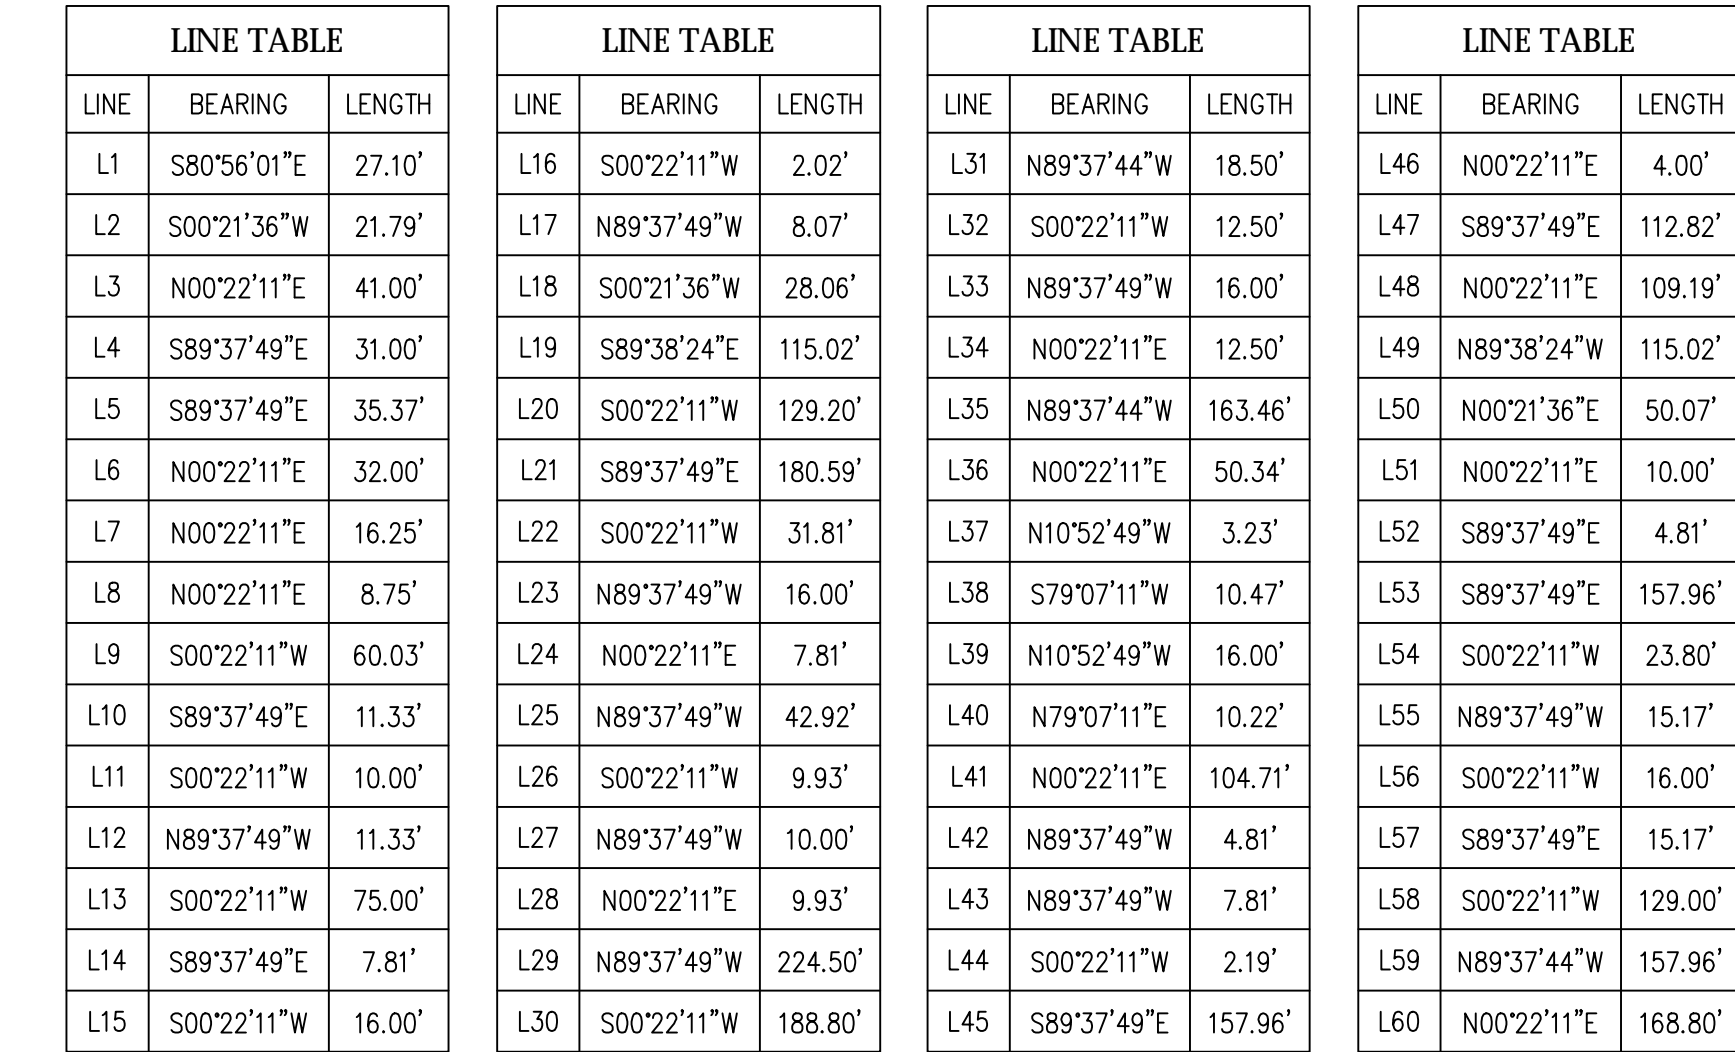 LINE TABLE
LINE BEARING LENGTH
L1 S80°56'01"E 27.10'
L2 S00°21'36"W 21.79'
L3 N00°22'11"E 41.00'
L4 S89°37'49"E 31.00'
L5 S89°37'49"E 35.37'
L6 N00°22'11"E 32.00'
L7 N00°22'11"E 16.25'
L8 N00°22'11"E 8.75'
L9 S00°22'11"W 60.03'
L10 S89°37'49"E 11.33'
L11 S00°22'11"W 10.00'
L12 N89°37'49"W 11.33'
L13 S00°22'11"W 75.00'
L14 S89°37'49"E 7.81'
L15 S00°22'11"W 16.00'
LINE TABLE
LINE BEARING LENGTH
L16 S00°22'11"W 2.02'
L17 N89°37'49"W 8.07'
L18 S00°21'36"W 28.06'
L19 S89°38'24"E 115.02'
L20 S00°22'11"W 129.20'
L21 S89°37'49"E 180.59'
L22 S00°22'11"W 31.81'
L23 N89°37'49"W 16.00'
L24 N00°22'11"E 7.81'
L25 N89°37'49"W 42.92'
L26 S00°22'11"W 9.93'
L27 N89°37'49"W 10.00'
L28 N00°22'11"E 9.93'
L29 N89°37'49"W 224.50'
L30 S00°22'11"W 188.80'
LINE TABLE
LINE BEARING LENGTH
L31 N89°37'44"W 18.50'
L32 S00°22'11"W 12.50'
L33 N89°37'49"W 16.00'
L34 N00°22'11"E 12.50'
L35 N89°37'44"W 163.46'
L36 N00°22'11"E 50.34'
L37 N10°52'49"W 3.23'
L38 S79°07'11"W 10.47'
L39 N10°52'49"W 16.00'
L40 N79°07'11"E 10.22'
L41 N00°22'11"E 104.71'
L42 N89°37'49"W 4.81'
L43 N89°37'49"W 7.81'
L44 S00°22'11"W 2.19'
L45 S89°37'49"E 157.96'
LINE TABLE
LINE BEARING LENGTH
L46 N00°22'11"E 4.00'
L47 S89°37'49"E 112.82'
L48 N00°22'11"E 109.19'
L49 N89°38'24"W 115.02'
L50 N00°21'36"E 50.07'
L51 N00°22'11"E 10.00'
L52 S89°37'49"E 4.81'
L53 S89°37'49"E 157.96'
L54 S00°22'11"W 23.80'
L55 N89°37'49"W 15.17'
L56 S00°22'11"W 16.00'
L57 S89°37'49"E 15.17'
L58 S00°22'11"W 129.00'
L59 N89°37'44"W 157.96'
L60 N00°22'11"E 168.80'